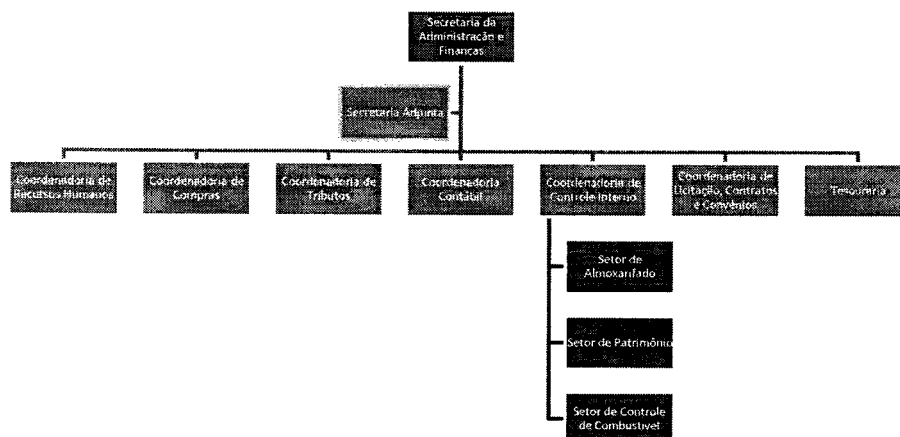 Secretaria da
Administração e
Finanças
Secretaria Adjunta
Coordenadoria de
Recursos Humanos
Coordenadoria de
Compras
Coordenadoria de
Tributos
Coordenadoria
Contábil
Coordenadoria de
Controle Interno
Coordenadoria
de Licitação, Contratos
e Convênios
Tesouraria
Setor de
Almoxarifado
Setor de Patrimônio
Setor de Controle
de Combustível